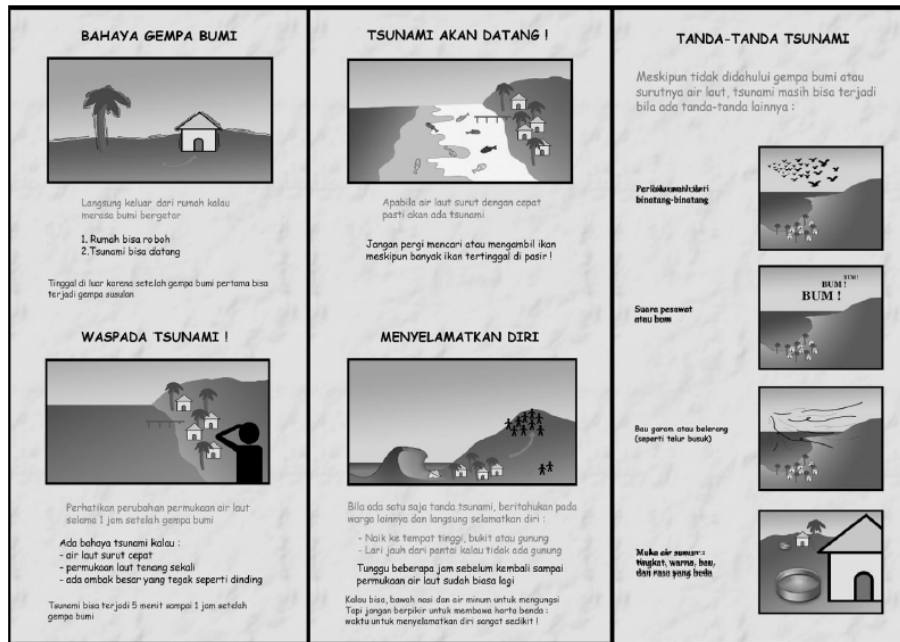 BAHAYA GEMPA BUMI
Langsung keluar dari rumah kalau
merasa bumi bergetar
1. Rumah bisa roboh
2.Tsunami bisa datang
Tinggal di luar karena setelah gempa bumi pertama bisa
terjadi gempa susulan
WASPADA TSUNAMI !
Perhatikan perubahan permukaan air laut
selama 1 jam setelah gempa bumi
Ada bahaya tsunami kalau :
- air laut surut cepat
- permukaan laut tenang sekali
- ada ombak besar yang tegak seperti dinding
Tsunami bisa terjadi 5 menit sampai 1 jam setelah
gempa bumi
TSUNAMI AKAN DATANG !
Apabila air laut surut dengan cepat
pasti akan ada tsunami
Jangan pergi mencari atau mengambil ikan
meskipun banyak ikan tertinggal di pasir !
MENYELAMATKAN DIRI
Bila ada satu saja tanda tsunami, beritahukan pada
warga lainnya dan langsung selamatkan diri :
- Naik ke tempat tinggi, bukit atau gunung
- Lari jauh dari pantai kalau tidak ada gunung
Tunggu beberapa jam sebelum kembali sampai
permukaan air laut sudah biasa lagi
Kalau bisa, bawah nasi dan air minum untuk mengungsi
Tapi jangan berpikir untuk membawa harta benda :
waktu untuk menyelamatkan diri sangat sedikit !
TANDA-TANDA TSUNAMI
Meskipun tidak didahului gempa bumi atau
surutnya air laut, tsunami masih bisa terjadi
bila ada tanda-tanda lainnya :
dari
binatang-binatang
Suara pesawat
atau bom
BUM !
BUM !
BUM !
Bau garam atau belerang
(seperti telur busuk)
Muka air sumur :
tingkat, warna, bau,
dan rasa yang beda